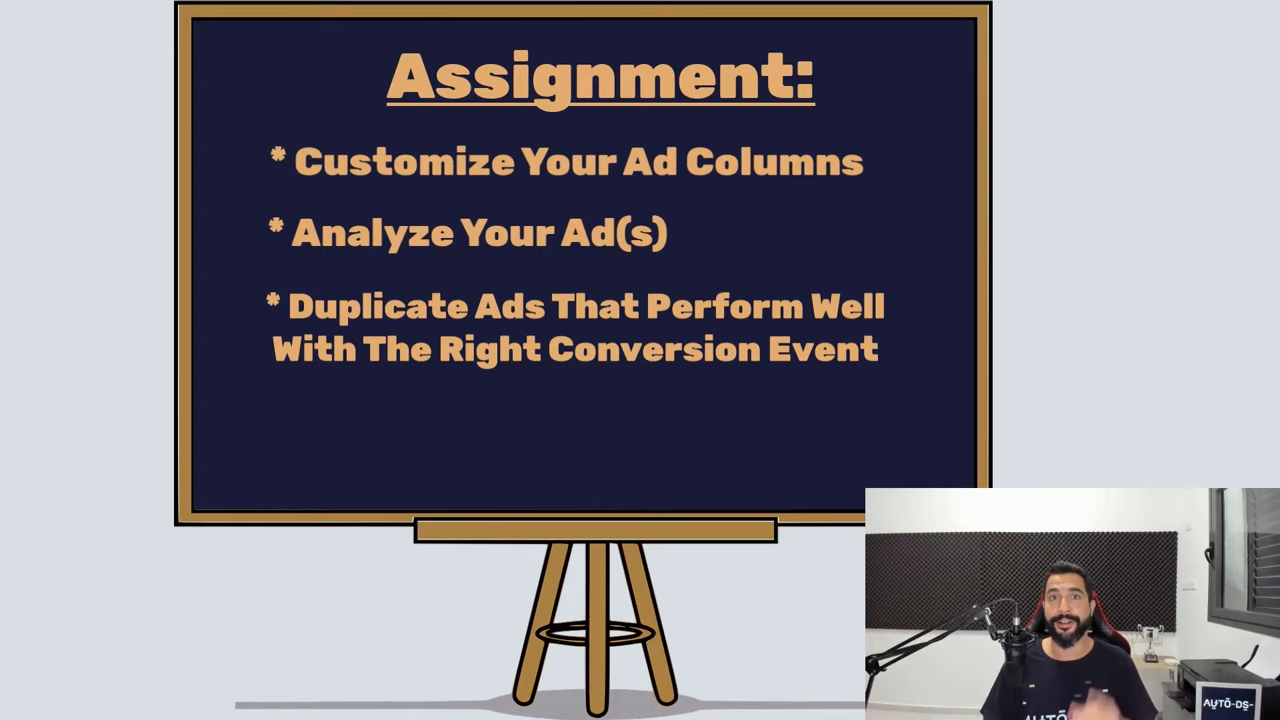 Assignment:
* Customize Your Ad Columns
* Analyze Your Ad(s)
* Duplicate Ads That Perform Well
With The Right Conversion Event
AUTO
AUTO-DS-